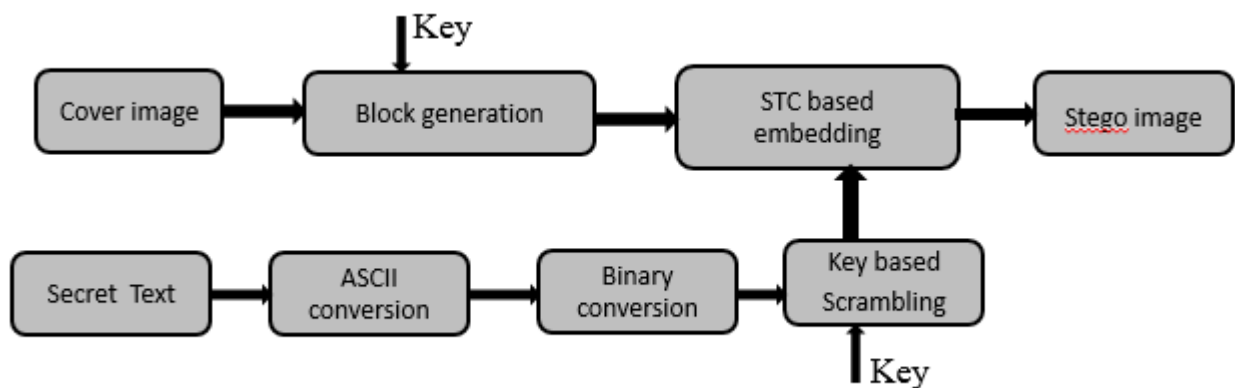 Key
Cover image
Block generation
STC based
embedding
Stego image
Secret Text
ASCII
conversion
Binary
conversion
Key based
Scrambling
Key